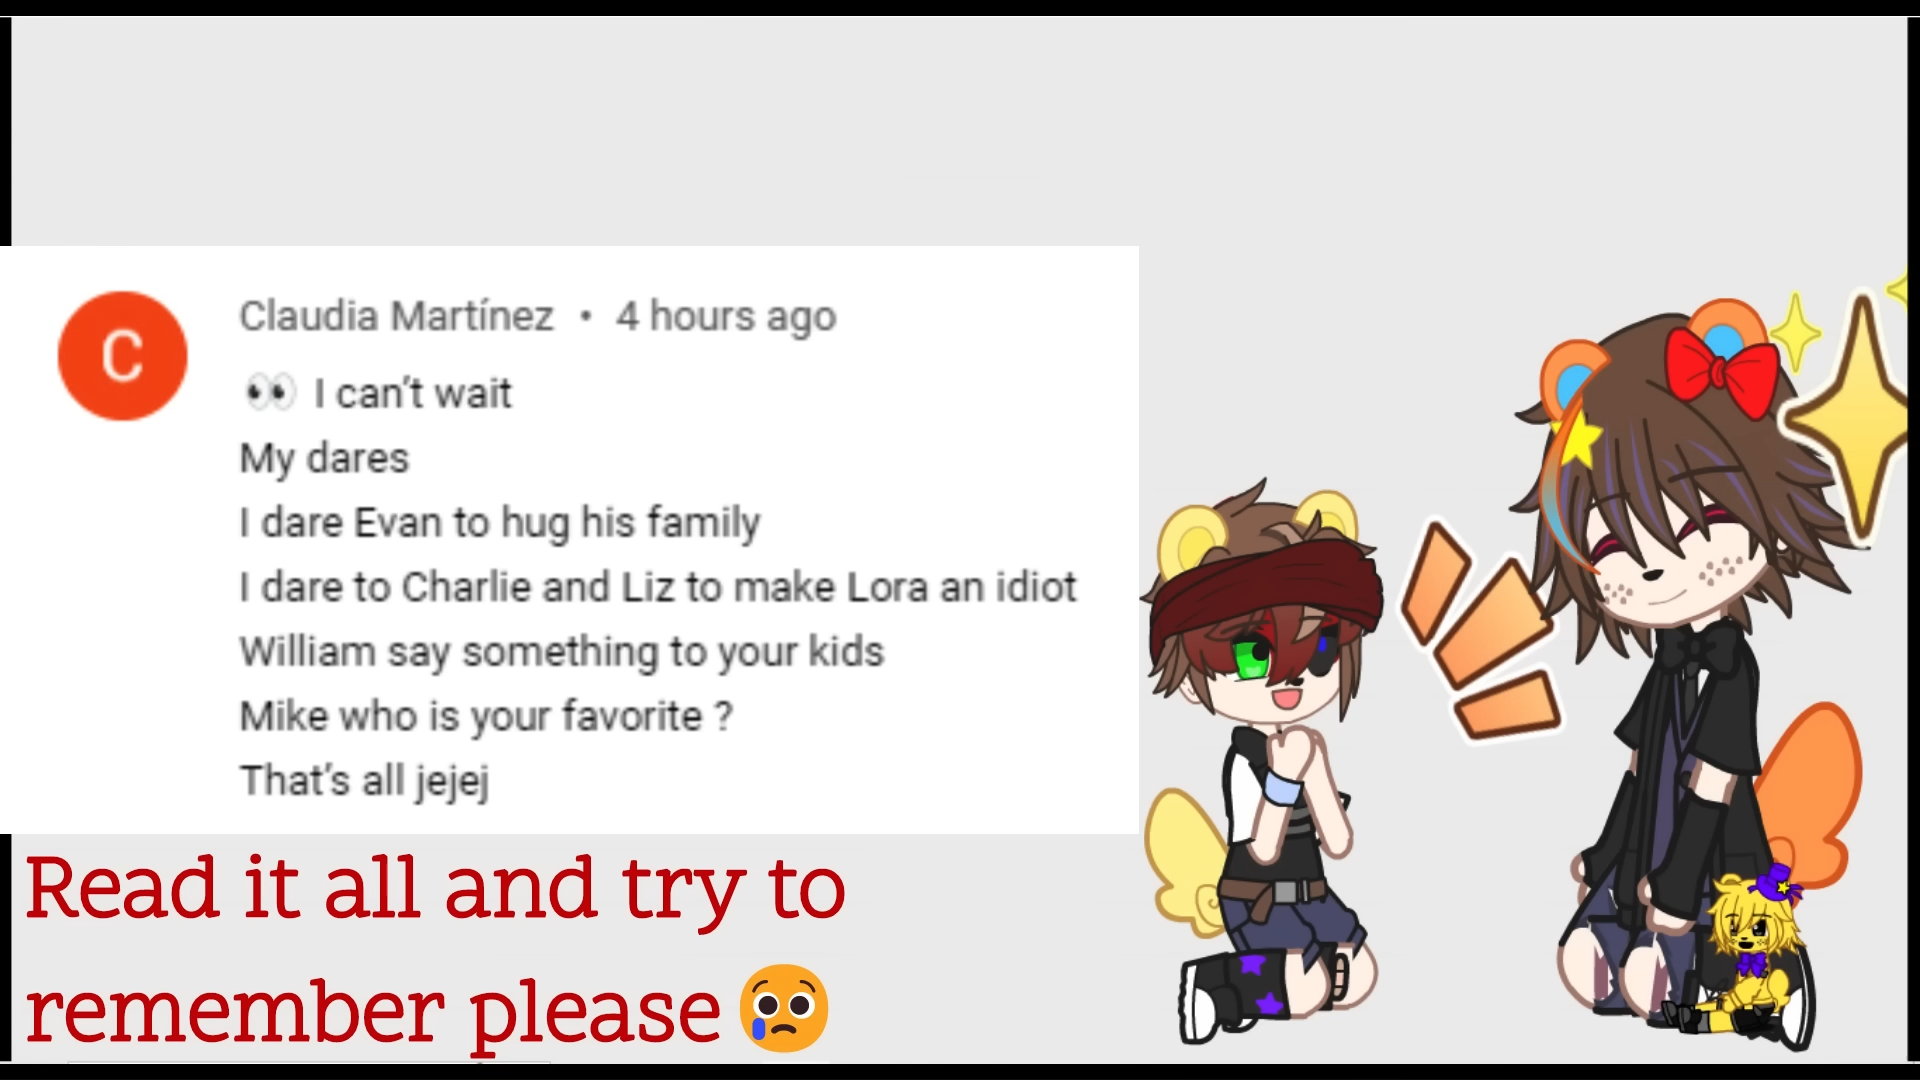 C
Claudia Martínez • 4 hours ago
👀 I can't wait
My dares
I dare Evan to hug his family
I dare to Charlie and Liz to make Lora an idiot
William say something to your kids
Mike who is your favorite ?
That's all jejej
Read it all and try to
remember please 😢